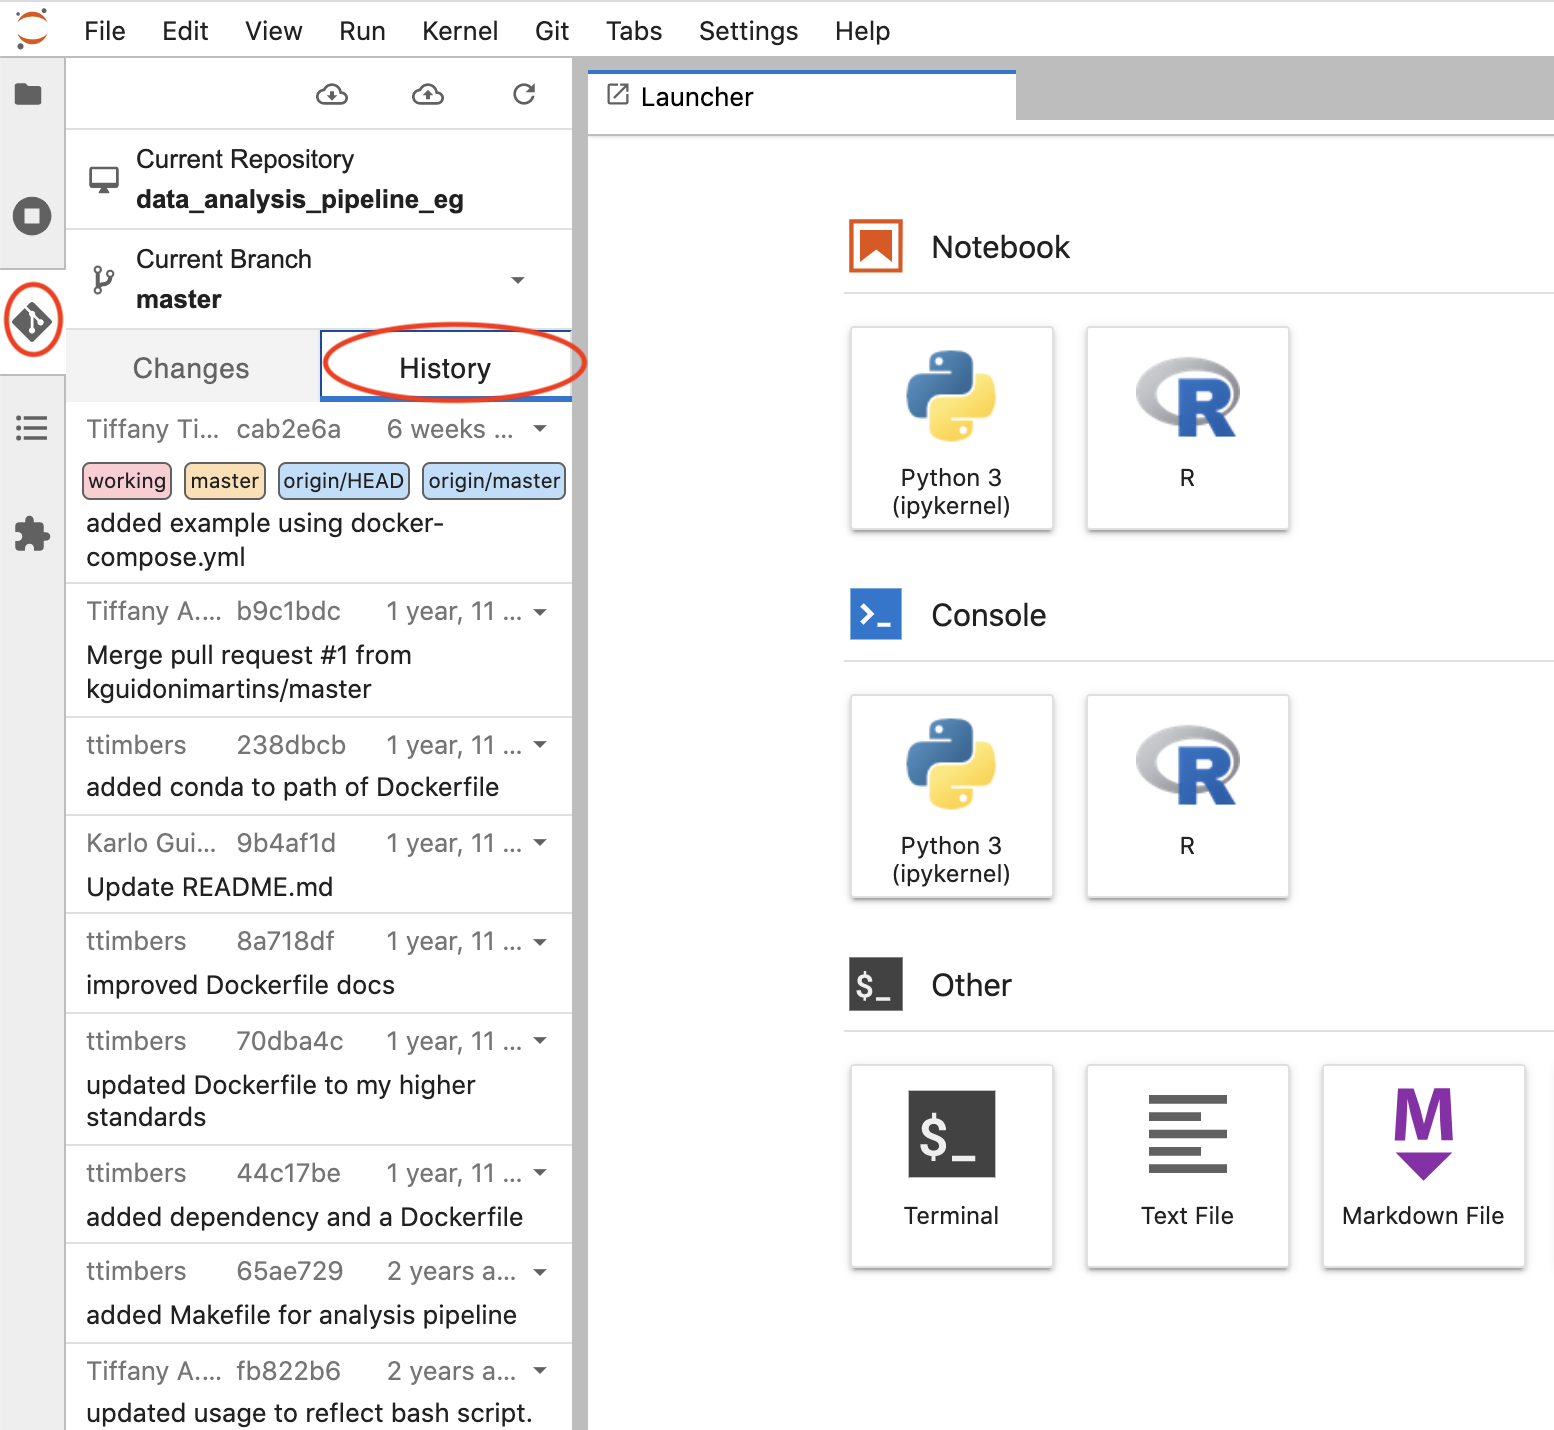 File Edit View Run Kernel Git Tabs Settings Help
Launcher
Current Repository
data_analysis_pipeline_eg
Current Branch
master
Changes History
Tiffany Ti... cab2e6a 6 weeks ...
working master origin/HEAD origin/master
added example using docker-
compose.yml
Tiffany A.... b9c1bdc 1 year, 11 ...
Merge pull request #1 from
kguidonimartins/master
ttimbers 238dbcb 1 year, 11 ...
added conda to path of Dockerfile
Karlo Gui... 9b4af1d 1 year, 11 ...
Update README.md
ttimbers 8a718df 1 year, 11 ...
improved Dockerfile docs
ttimbers 70dba4c 1 year, 11 ...
updated Dockerfile to my higher
standards
ttimbers 44c17be 1 year, 11 ...
added dependency and a Dockerfile
ttimbers 65ae729 2 years a...
added Makefile for analysis pipeline
Tiffany A.... fb822b6 2 years a...
updated usage to reflect bash script.
Notebook
Python 3
(ipykernel)
R
Console
Python 3
(ipykernel)
R
$_ Other
$_
Terminal
Text File
M
Markdown File